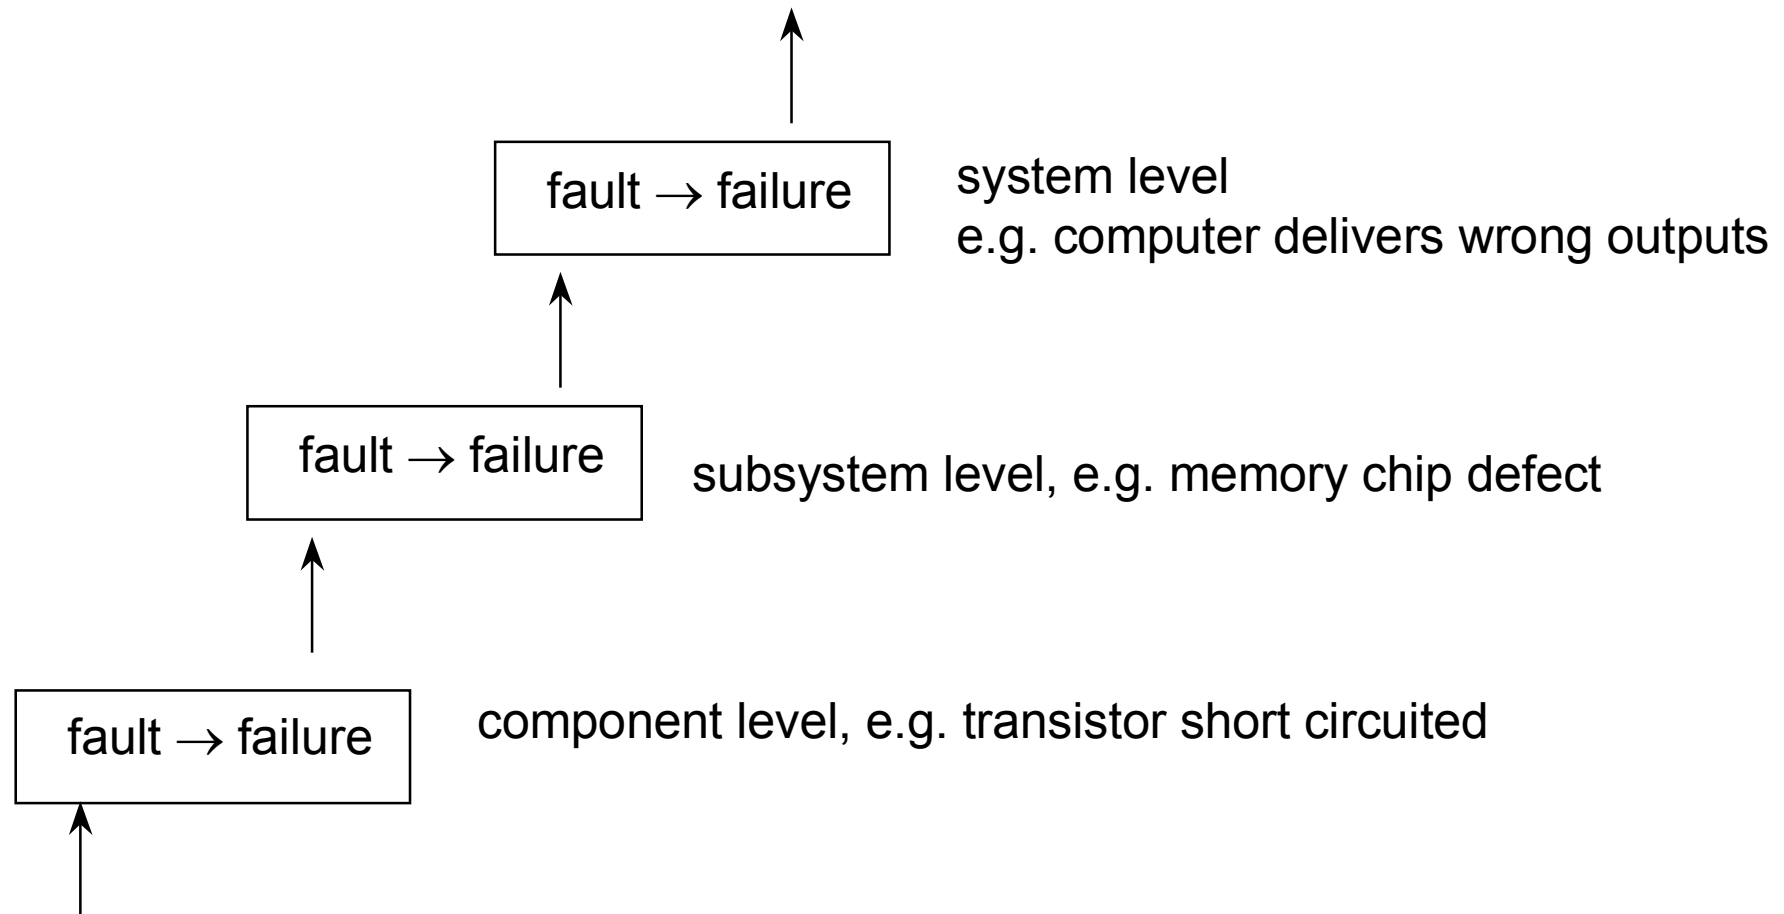 fault → failure
system level
e.g. computer delivers wrong outputs
fault → failure
subsystem level, e.g. memory chip defect
fault → failure
component level, e.g. transistor short circuited